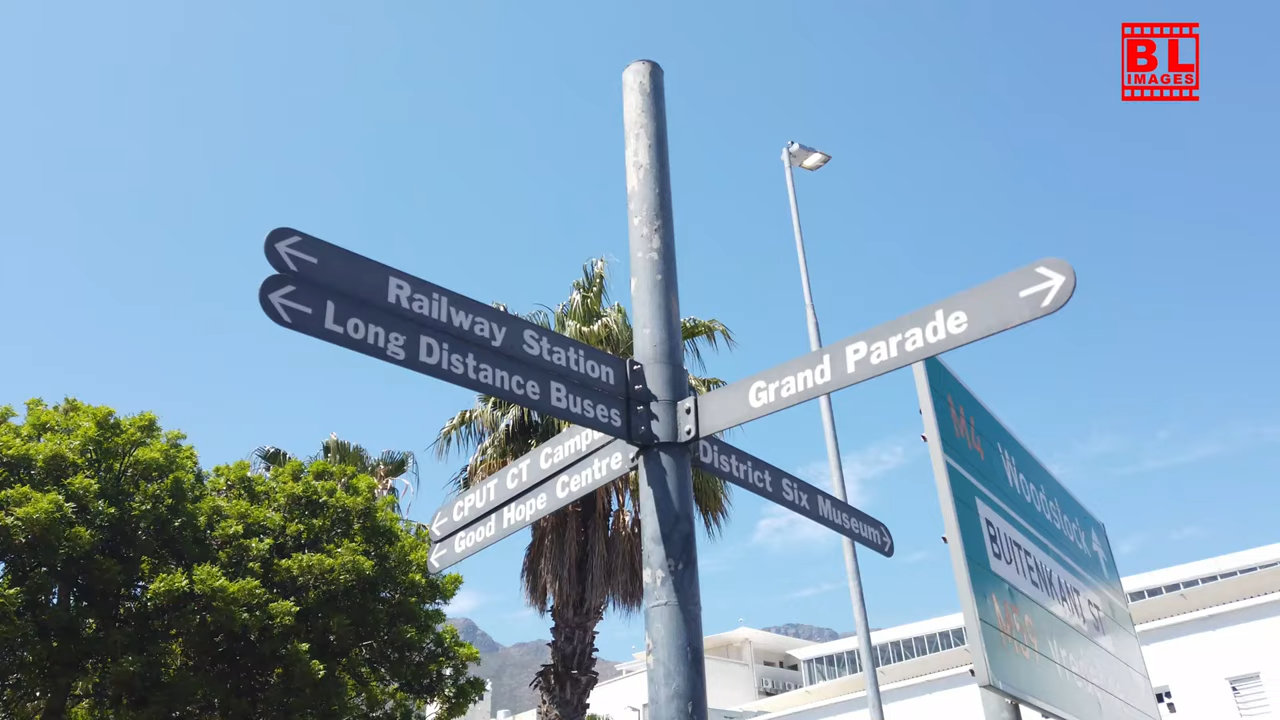 BL
IMAGES
Railway Station
Long Distance Buses
Grand Parade
CPUT CT Campus
Good Hope Centre
District Six Museum
M4 Woodstock
BUITENKANT ST